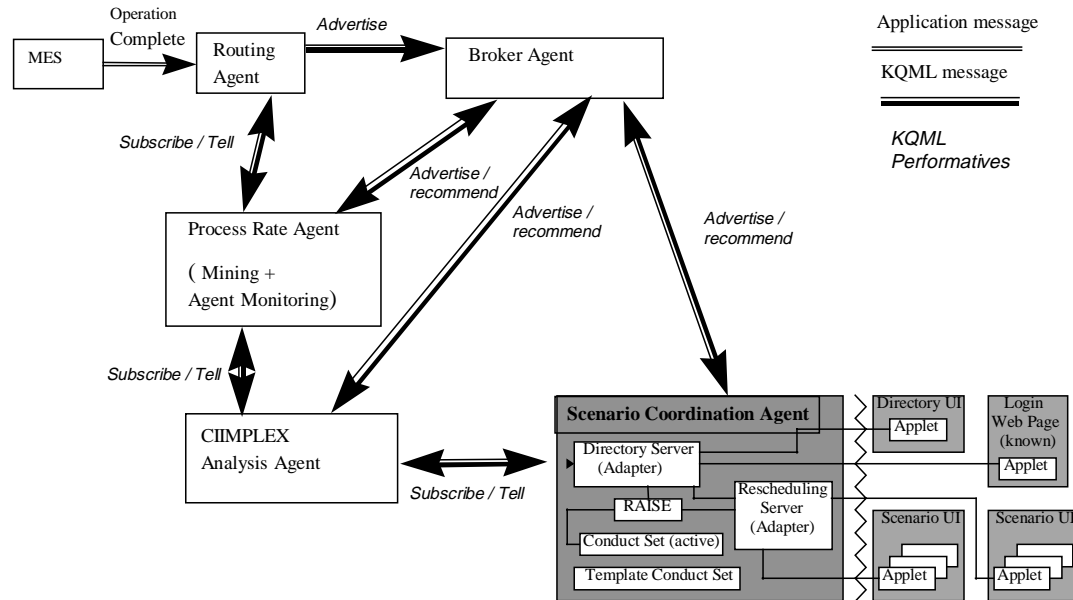 Operation
Complete
MES
Routing
Agent
Advertise
Broker Agent
Application message
KQML message
KQML
Performatives
Subscribe / Tell
Advertise /
recommend
Advertise /
recommend
Advertise /
recommend
Process Rate Agent
( Mining +
Agent Monitoring)
Subscribe / Tell
CIIMPLEX
Analysis Agent
Subscribe / Tell
Scenario Coordination Agent
Directory Server
(Adapter)
RAISE
Rescheduling
Server
(Adapter)
Conduct Set (active)
Template Conduct Set
Directory UI
Applet
Login
Web Page
(known)
Applet
Scenario UI
Applet
Scenario UI
Applet